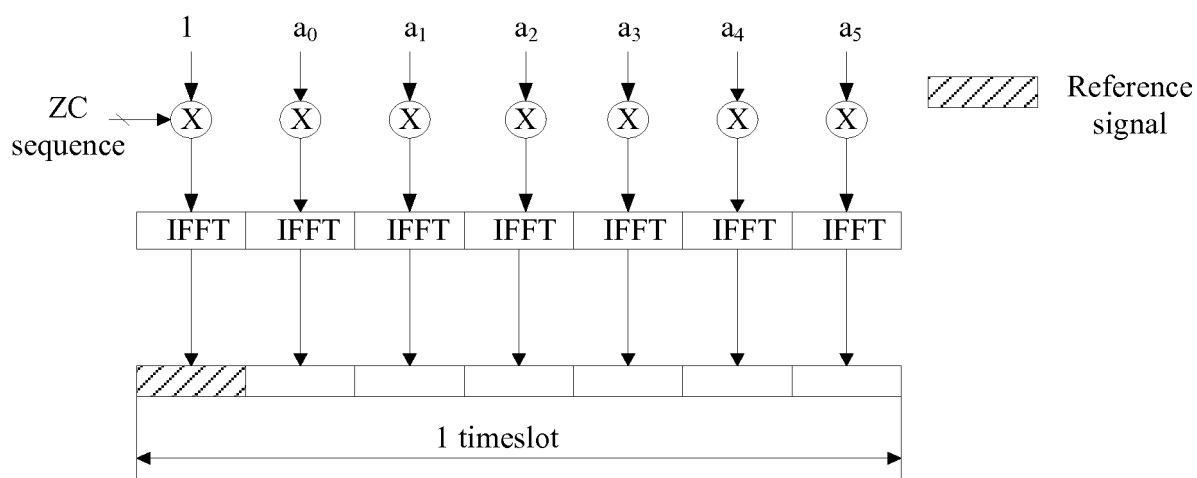 1 a₀ a₁ a₂ a₃ a₄ a₅
Reference
signal
ZC
sequence
X X X X X X X
IFFT IFFT IFFT IFFT IFFT IFFT IFFT
1 timeslot